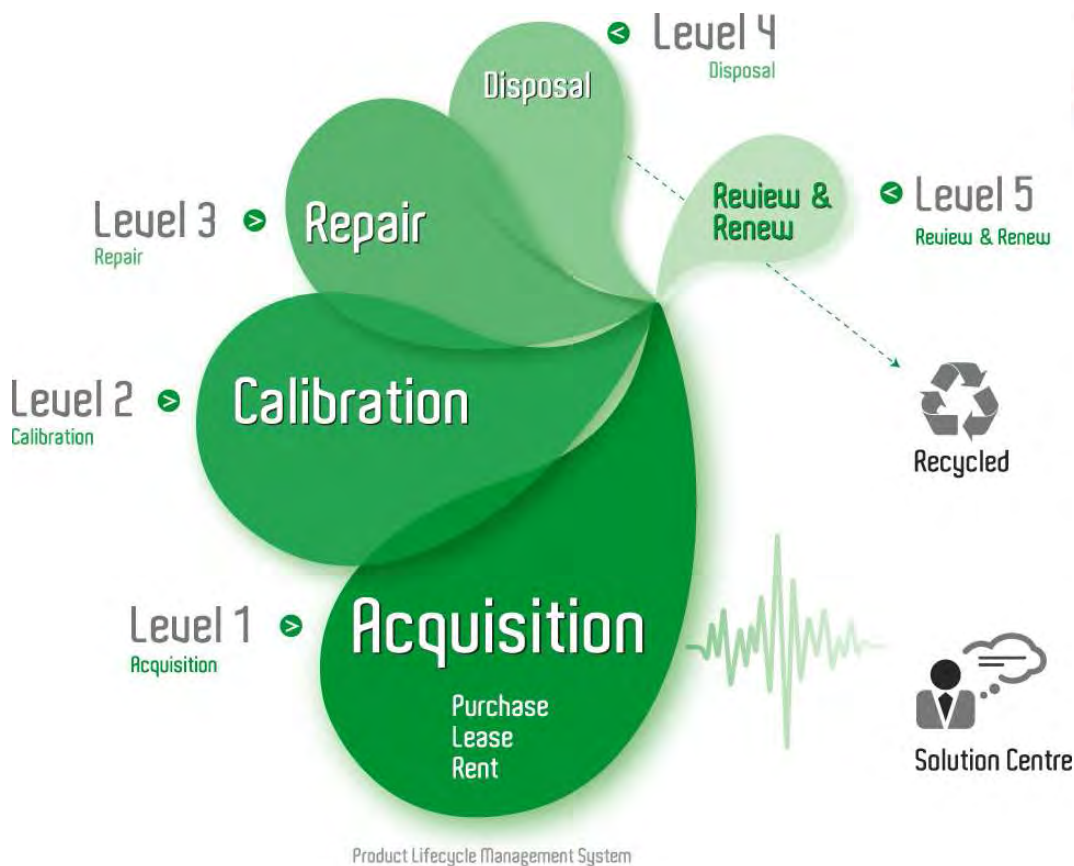 Level 4
Disposal
Disposal
Review &
Renew
Level 5
Review & Renew
Level 3
Repair
Repair
Level 2
Calibration
Calibration
Recycled
Level 1
Acquisition
Acquisition
Purchase
Lease
Rent
Solution Centre
Product Lifecycle Management System